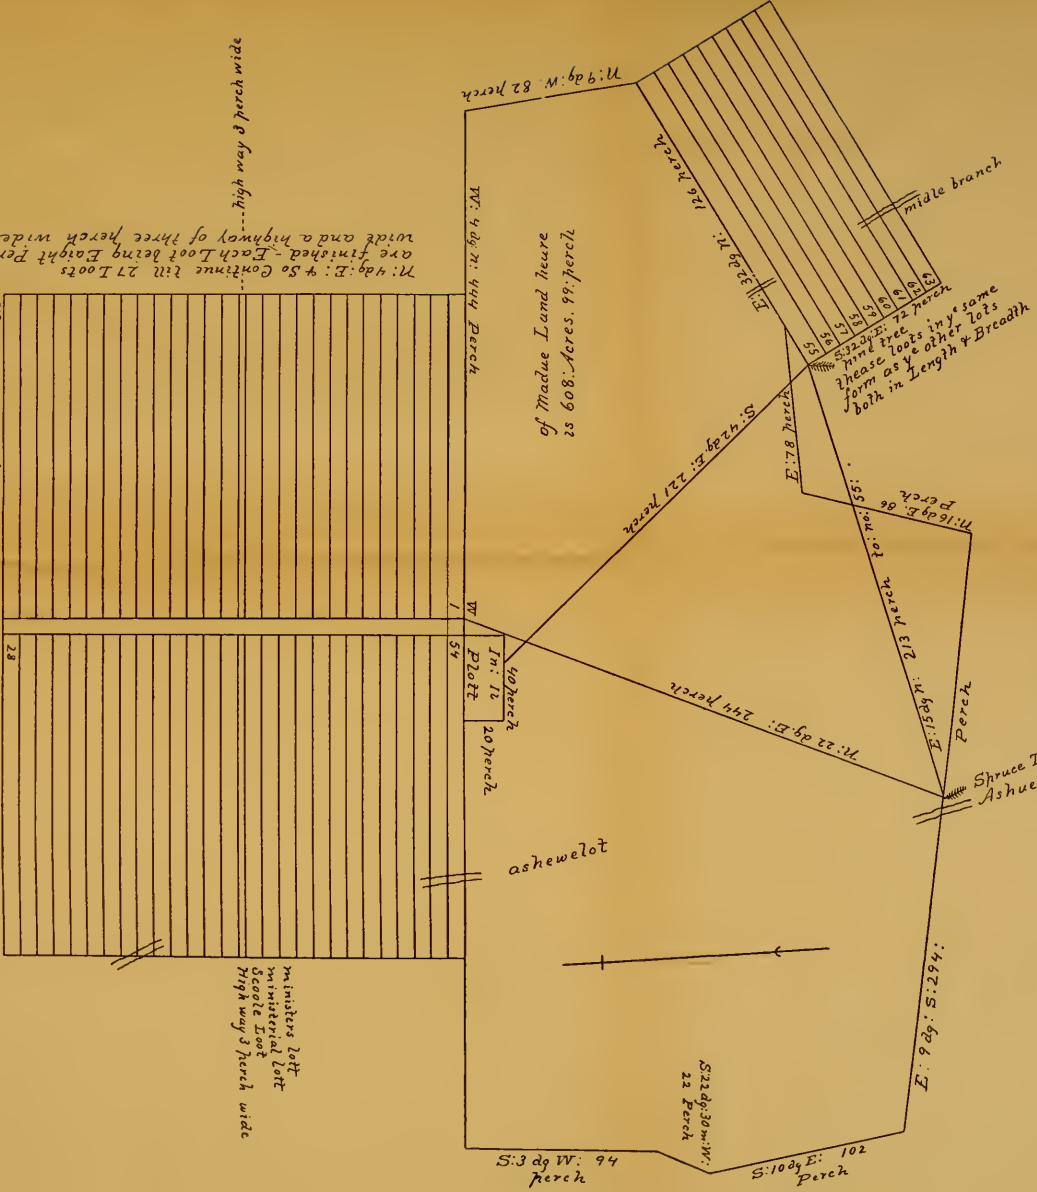 high way 3 perch wide
N: 9 dg: W: 82 perch
N: 4dg: E: & So Continue till 27 Loots
are finished - Each Loot being Eaight
wide and a highway of three perch wide
W: 4 dg: N: 444 Perch
of Madue Land heure
is 608: Acres. 99: perch
126 perch
E: 32 dg N:
midle branch
55
56
57
58
59
60
61
62
63
S:32 dg E: 72 perch
pine tree
thease loots in yᵉ same
form as yᵉ other lots
both in Length & Breadth
E: 78 perch
N: 16 dg E: 86
Perch
S: 42 dg: E: 221 perch
E: 15 dg N: 213 perch to: no: 55:
Perch
Spruce
N: 22 dg: E: 244 perch
W
1
54
28
In: Ll
Plott
40 perch
20 perch
ashewelot
ministers lott
ministerial lott
Scoole Loot
High way 3 perch wide
E: 9 dg: S: 294:
S:22 dg: 30 m: W:
22 Perch
S: 3 dg W: 94
perch
S: 10 dg E: 102
Perch